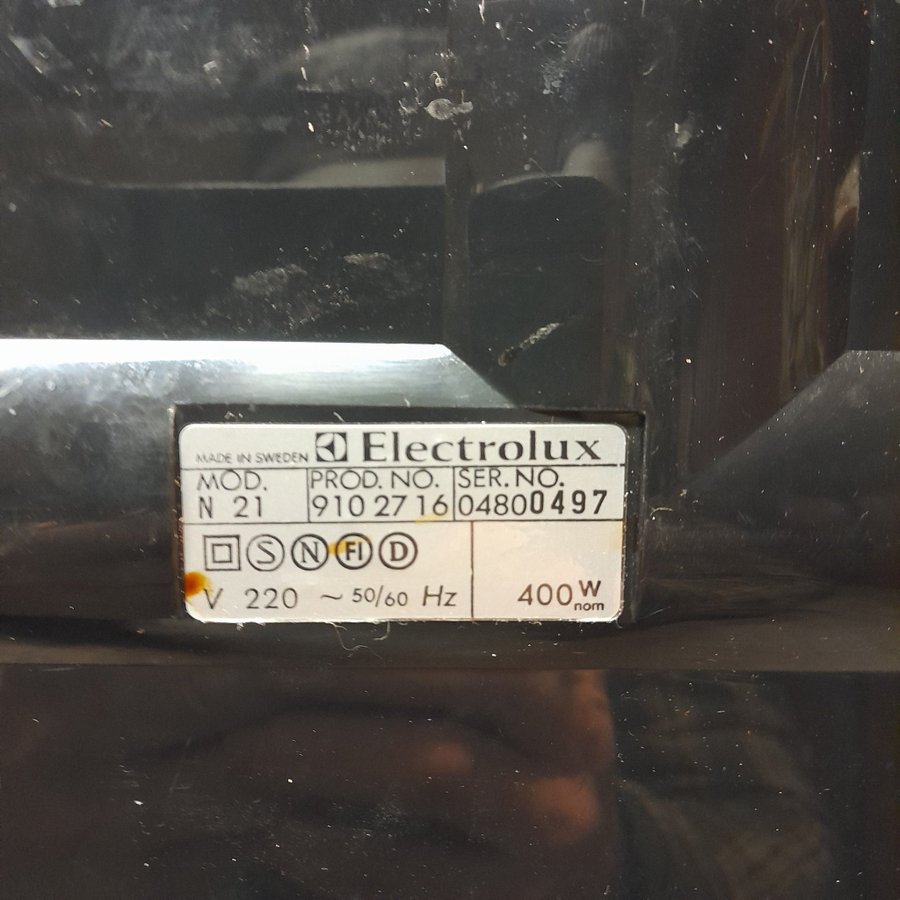 MADE IN SWEDEN Electrolux
MOD. PROD. NO. SER. NO.
N 21 910 27 16 04800497
S N FI D
V 220 ~ 50/60 Hz 400 W nom